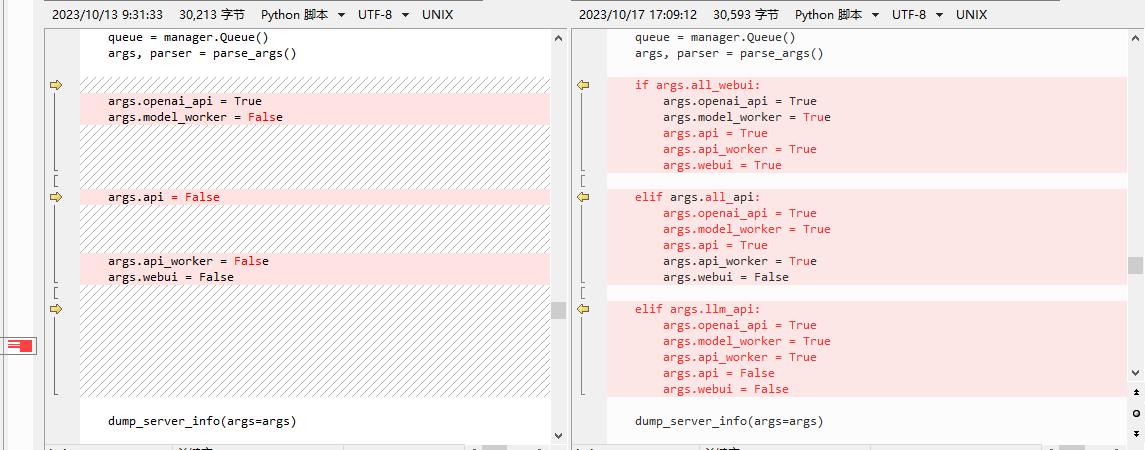 2023/10/13 9:31:33 30,213 字节 Python 脚本 UTF-8 UNIX
queue = manager.Queue()
args, parser = parse_args()
args.openai_api = True
args.model_worker = False
args.api = False
args.api_worker = False
args.webui = False
dump_server_info(args=args)
2023/10/17 17:09:12 30,593 字节 Python 脚本 UTF-8 UNIX
queue = manager.Queue()
args, parser = parse_args()
if args.all_webui:
args.openai_api = True
args.model_worker = True
args.api = True
args.api_worker = True
args.webui = True
elif args.all_api:
args.openai_api = True
args.model_worker = True
args.api = True
args.api_worker = True
args.webui = False
elif args.llm_api:
args.openai_api = True
args.model_worker = True
args.api_worker = True
args.api = False
args.webui = False
dump_server_info(args=args)